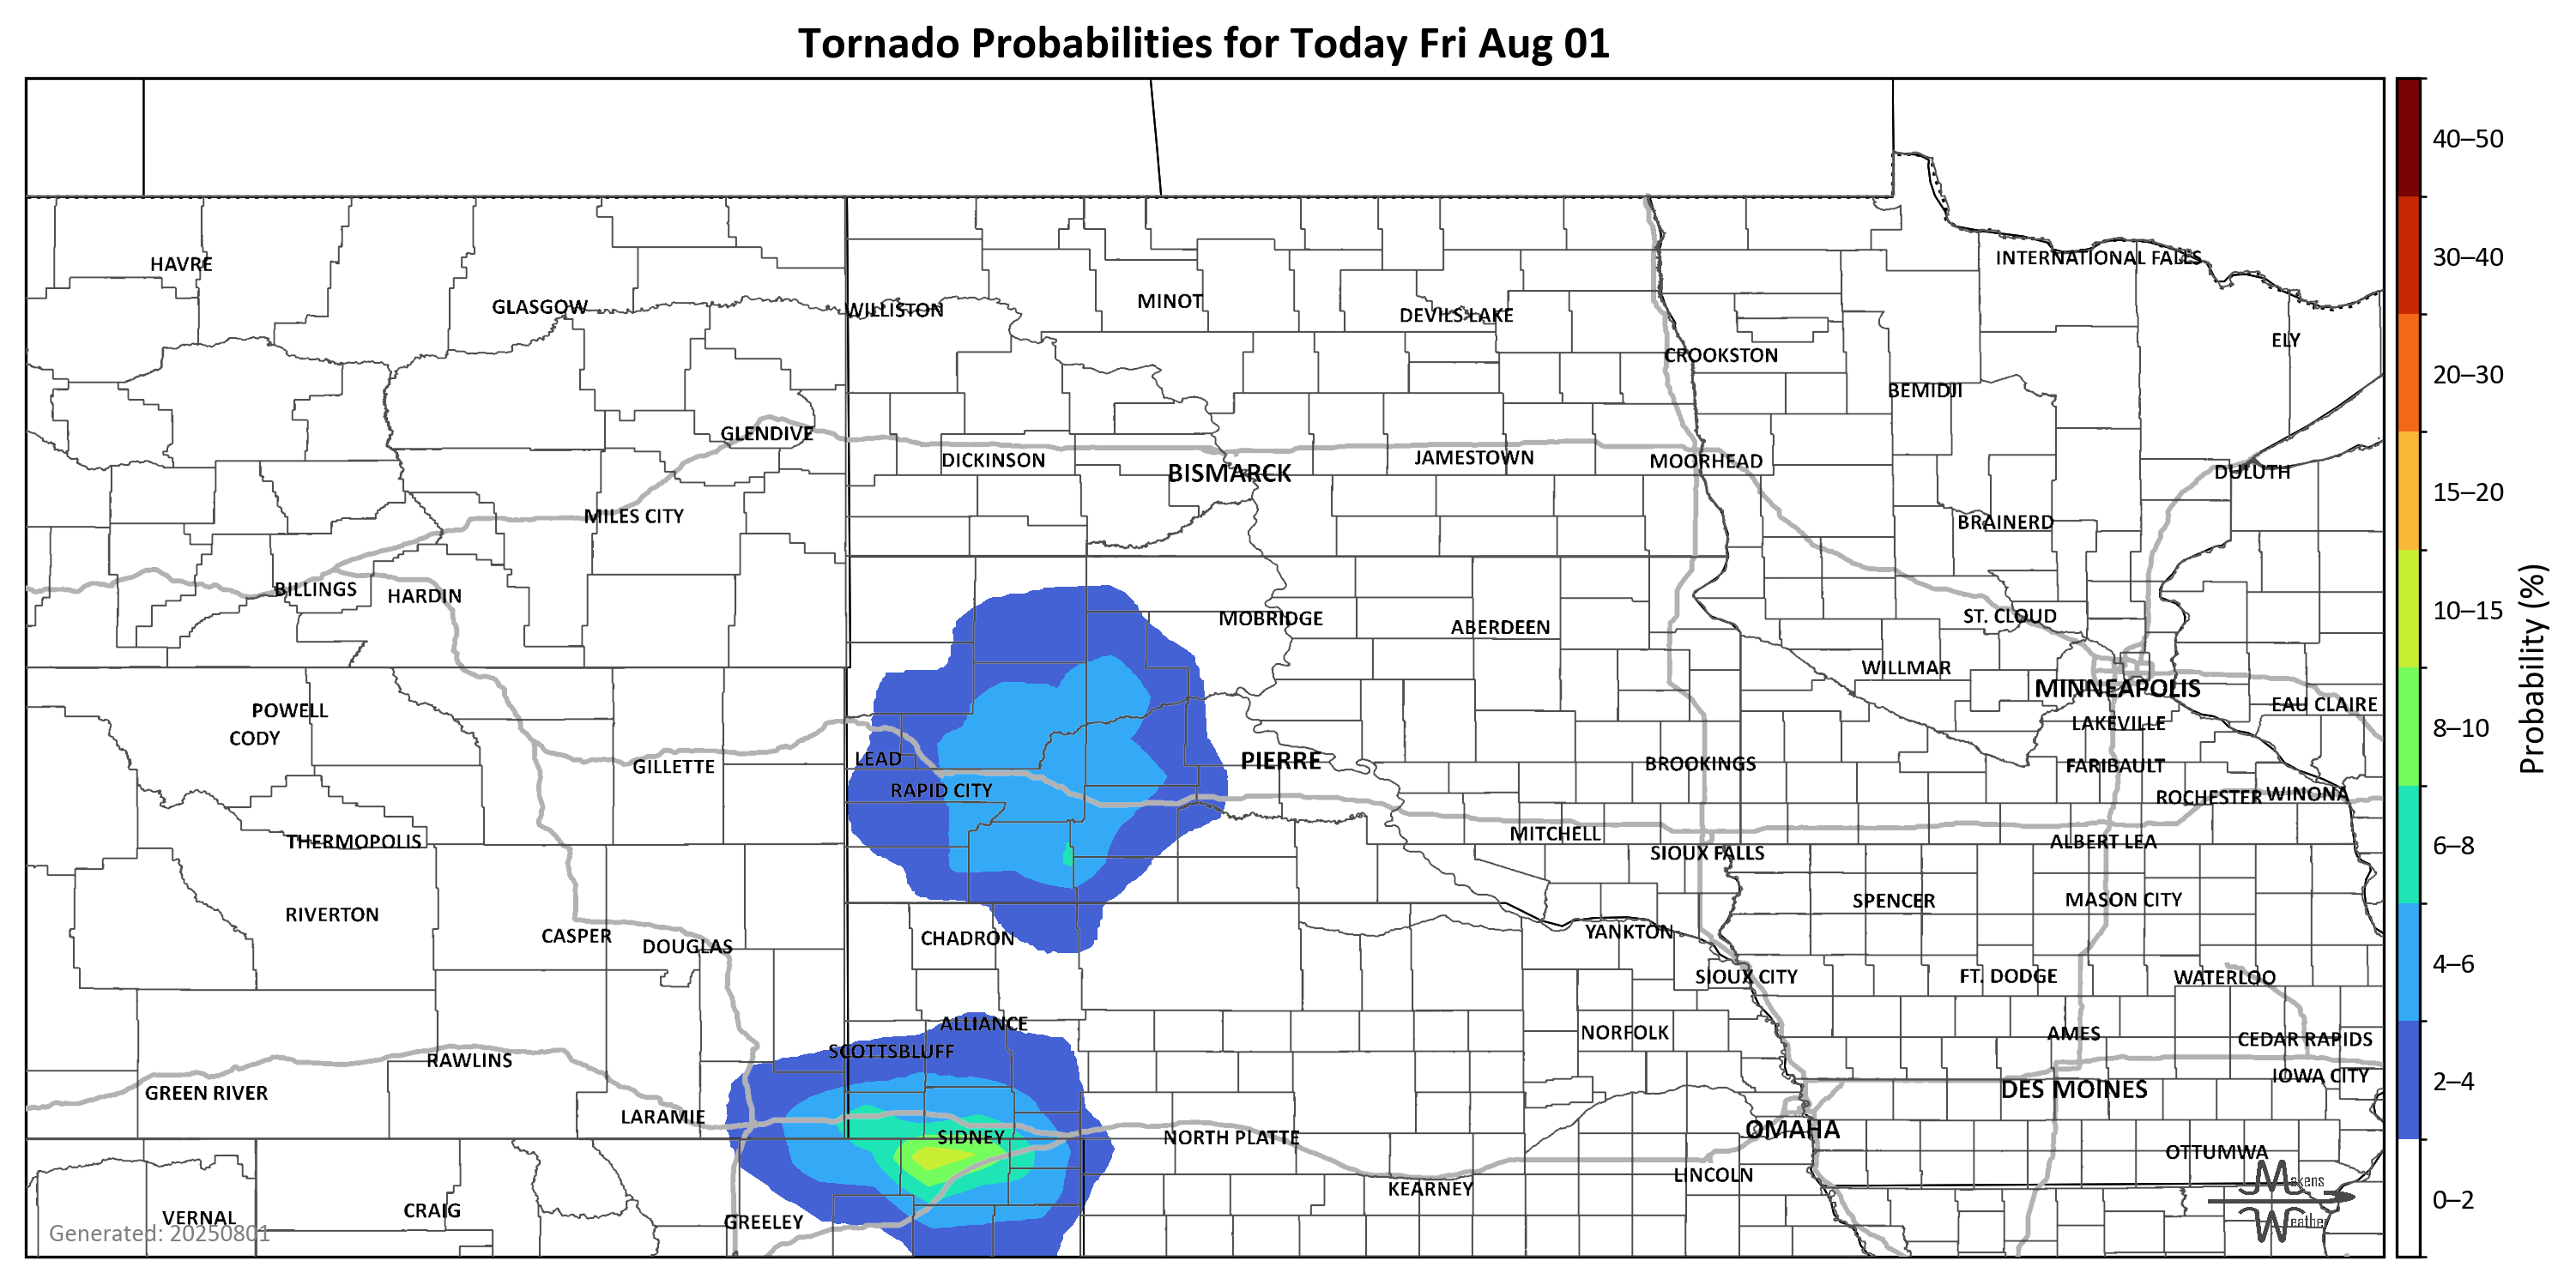 Tornado Probabilities for Today Fri Aug 01
HAVRE
GLASGOW
WILLISTON
MINOT
DEVILS LAKE
INTERNATIONAL FALLS
CROOKSTON
ELY
BEMIDJI
GLENDIVE
DICKINSON
BISMARCK
JAMESTOWN
MOORHEAD
DULUTH
MILES CITY
BRAINERD
BILLINGS
HARDIN
MOBRIDGE
ABERDEEN
ST. CLOUD
WILLMAR
MINNEAPOLIS
POWELL
EAU CLAIRE
CODY
LAKEVILLE
LEAD
GILLETTE
PIERRE
BROOKINGS
FARIBAULT
RAPID CITY
ROCHESTER
WINONA
THERMOPOLIS
MITCHELL
ALBERT LEA
SIOUX FALLS
RIVERTON
SPENCER
MASON CITY
CASPER
DOUGLAS
CHADRON
YANKTON
SIOUX CITY
FT. DODGE
WATERLOO
ALLIANCE
NORFOLK
AMES
CEDAR RAPIDS
SCOTTSBLUFF
RAWLINS
GREEN RIVER
IOWA CITY
DES MOINES
LARAMIE
SIDNEY
NORTH PLATTE
OMAHA
OTTUMWA
LINCOLN
KEARNEY
VERNAL
CRAIG
GREELEY
Generated: 20250801
Makens
Weather
40–50
30–40
20–30
15–20
10–15
8–10
6–8
4–6
2–4
0–2
Probability (%)